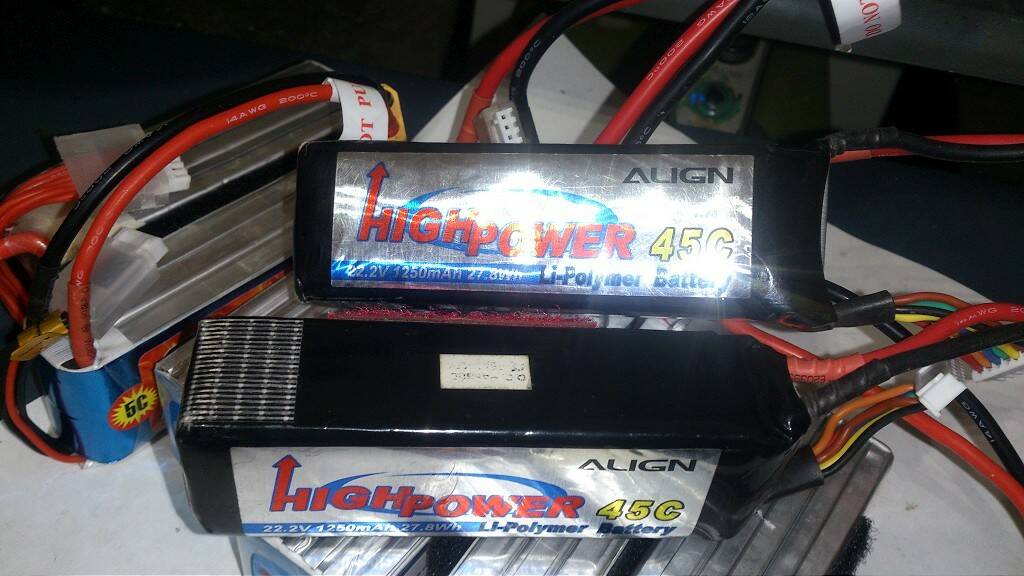 14AWG 200°C
ALIGN
HIGHPOWER 45C
22.2V 1250mAh 27.8Wh Li-Polymer Battery
5C
ALIGN
HIGHPOWER 45C
22.2V 1250mAh 27.8Wh Li-Polymer Battery